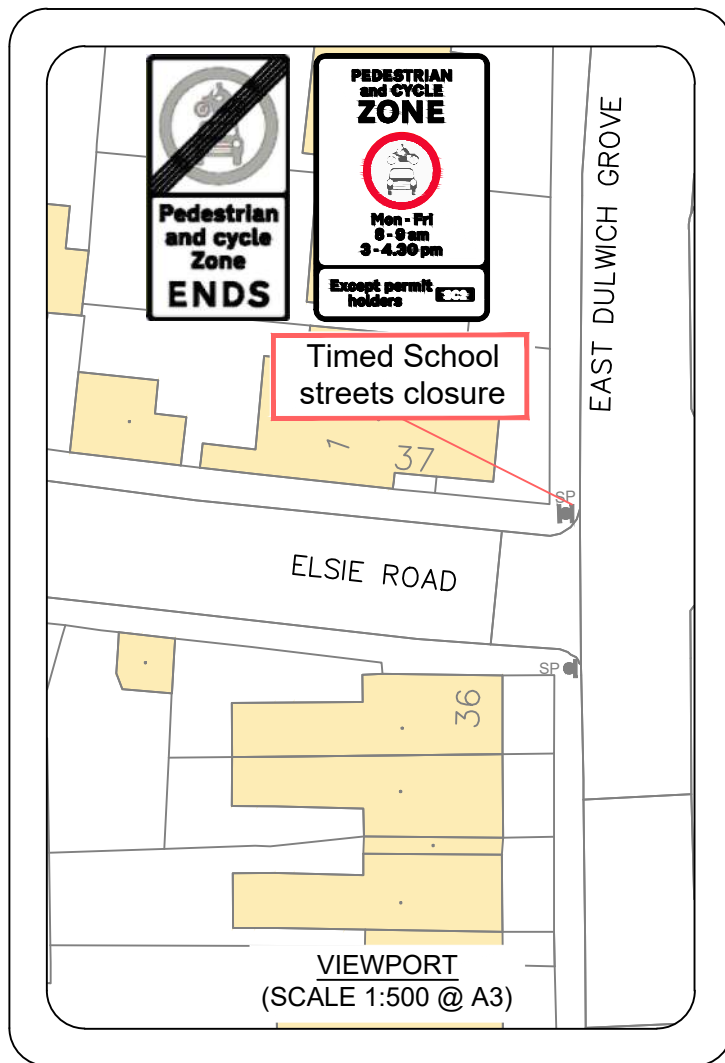 Pedestrian
and cycle
Zone
ENDS
PEDESTRIAN
and CYCLE
ZONE
Mon - Fri
8 - 9 am
3 - 4.30 pm
Except permit
holders
SCS
EAST DULWICH GROVE
Timed School
streets closure
1
37
SP
ELSIE ROAD
SP
36
VIEWPORT
(SCALE 1:500 @ A3)